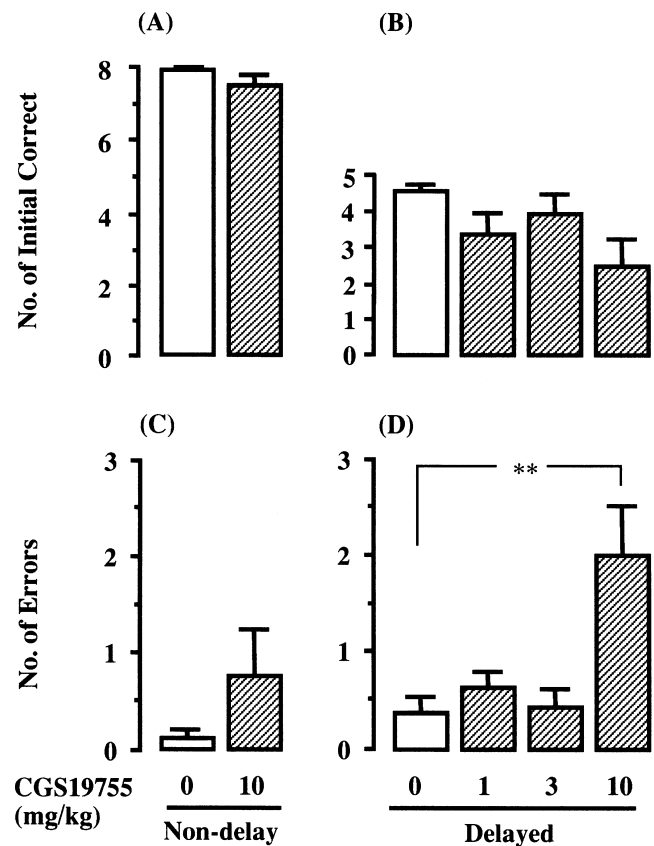 (A)
(B)
No. of Initial Correct
8
6
4
2
0
5
4
3
2
1
0
(C)
(D)
No. of Errors
3
2
1
0
3
2
1
0
**
CGS19755
(mg/kg)
0 10
0 1 3 10
Non-delay
Delayed